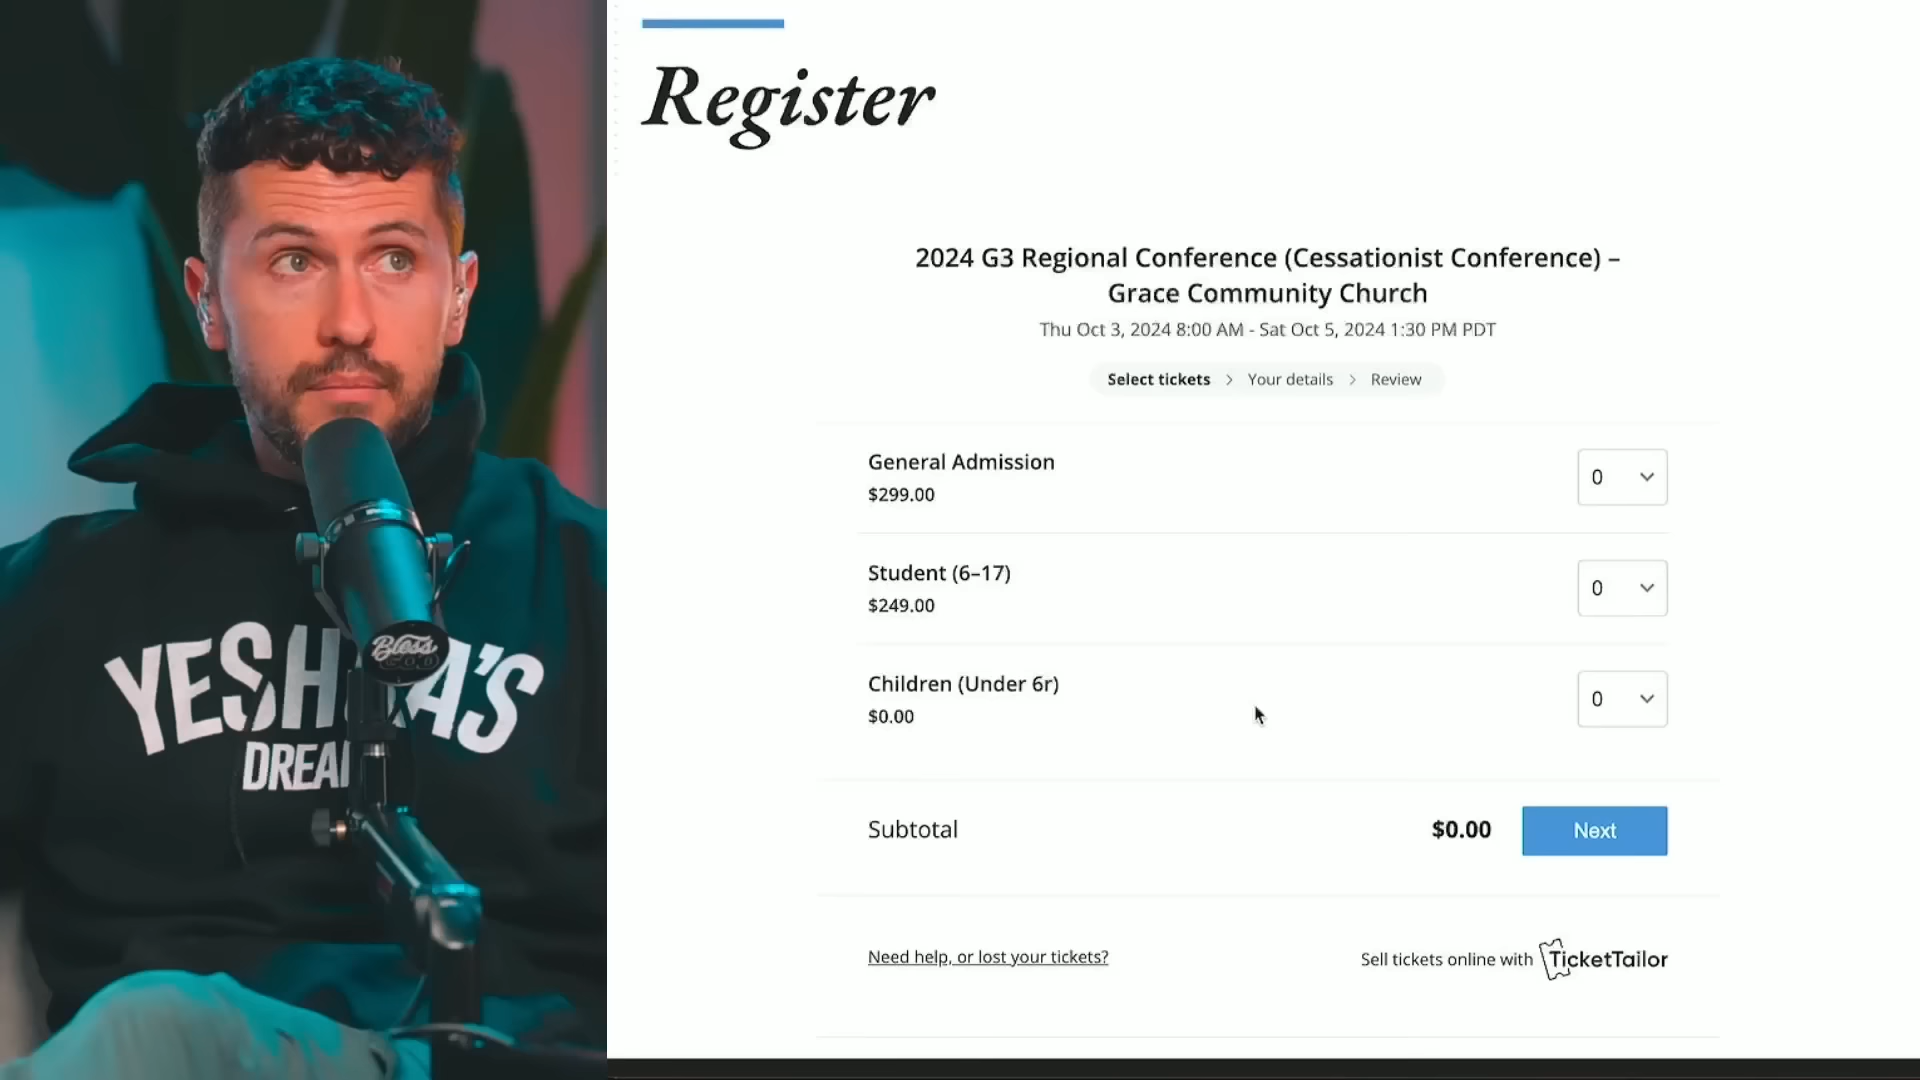 Register
2024 G3 Regional Conference (Cessationist Conference) –
Grace Community Church
Thu Oct 3, 2024 8:00 AM - Sat Oct 5, 2024 1:30 PM PDT
Select tickets > Your details > Review
General Admission
$299.00
0
Student (6–17)
$249.00
0
Children (Under 6r)
$0.00
0
Subtotal
$0.00
Next
Need help, or lost your tickets?
Sell tickets online with TicketTailor
Bless
GOD